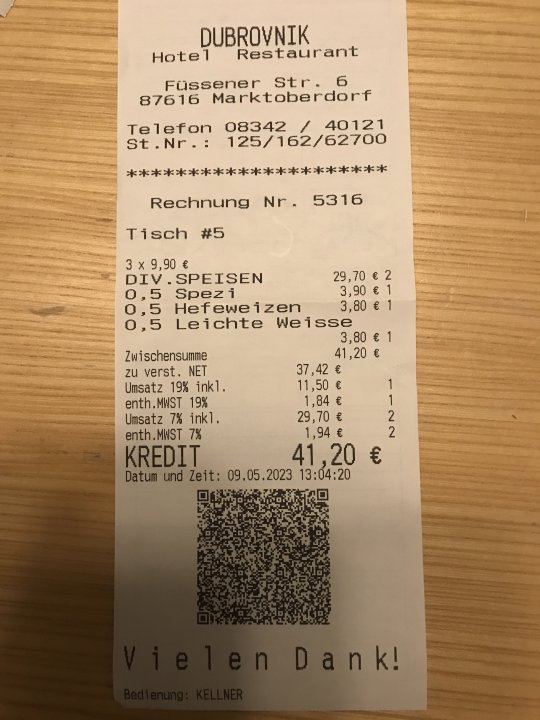 DUBROVNIK
Hotel Restaurant
Füssener Str. 6
87616 Marktoberdorf
Telefon 08342 / 40121
St.Nr.: 125/162/62700
*********************
Rechnung Nr. 5316
Tisch #5
3 x 9,90 €
DIV.SPEISEN 29,70 € 2
0,5 Spezi 3,90 € 1
0,5 Hefeweizen 3,80 € 1
0,5 Leichte Weisse
3,80 € 1
Zwischensumme 41,20 €
zu verst. NET 37,42 €
Umsatz 19% inkl. 11,50 € 1
enth.MWST 19% 1,84 € 1
Umsatz 7% inkl. 29,70 € 2
enth.MWST 7% 1,94 € 2
KREDIT 41,20 €
Datum und Zeit: 09.05.2023 13:04:20
Vielen Dank!
Bedienung: KELLNER